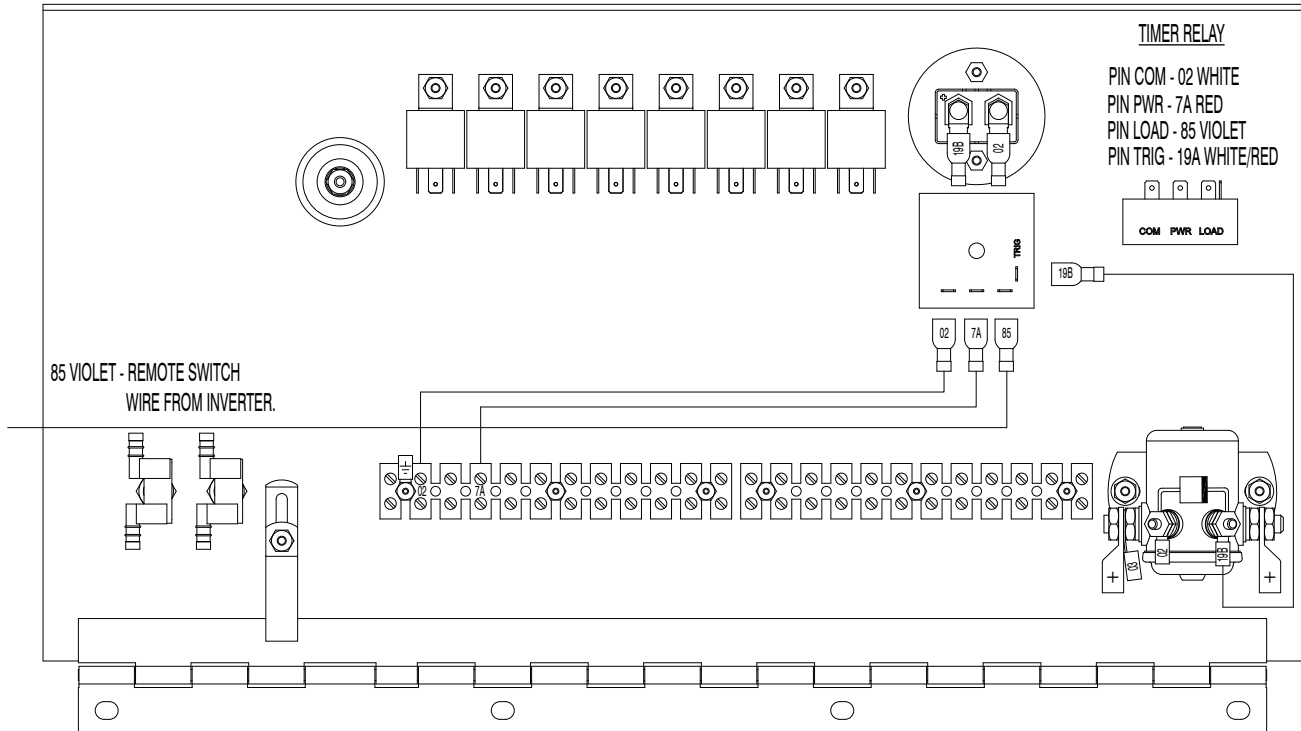 TIMER RELAY
PIN COM - 02 WHITE
PIN PWR - 7A RED
PIN LOAD - 85 VIOLET
PIN TRIG - 19A WHITE/RED
+
19B
02
COM PWR LOAD
TRIG
19B
02
7A
85
85 VIOLET - REMOTE SWITCH
WIRE FROM INVERTER.
02
7A
02
19B
03
+
+